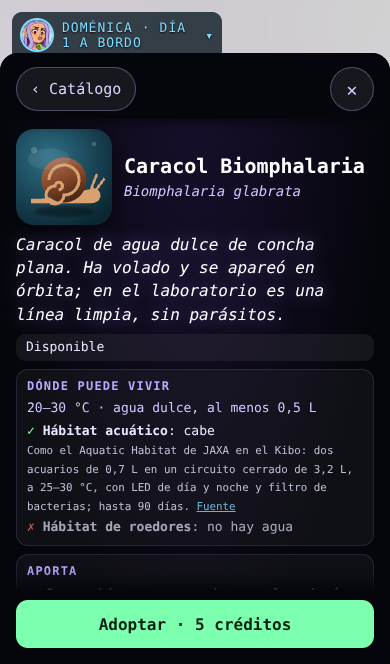 DOMÉNICA · DÍA
1 A BORDO
▾
‹ Catálogo
×
Caracol Biomphalaria
Biomphalaria glabrata
Caracol de agua dulce de concha
plana. Ha volado y se apareó en
órbita; en el laboratorio es una
línea limpia, sin parásitos.
Disponible
DÓNDE PUEDE VIVIR
20–30 °C · agua dulce, al menos 0,5 L
✓ Hábitat acuático: cabe
Como el Aquatic Habitat de JAXA en el Kibo: dos
acuarios de 0,7 L en un circuito cerrado de 3,2 L,
a 25–30 °C, con LED de día y noche y filtro de
bacterias; hasta 90 días. Fuente
✗ Hábitat de roedores: no hay agua
APORTA
Adoptar · 5 créditos